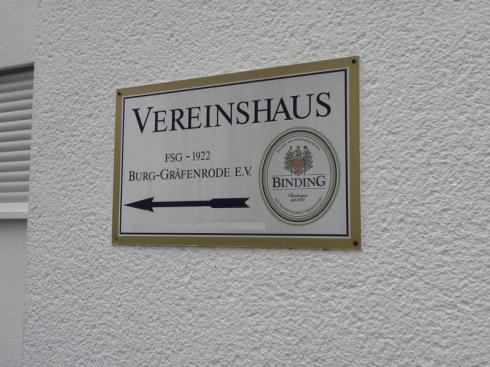 VEREINSHAUS
FSG - 1922
BURG-GRÄFENRODE E.V.
BINDING